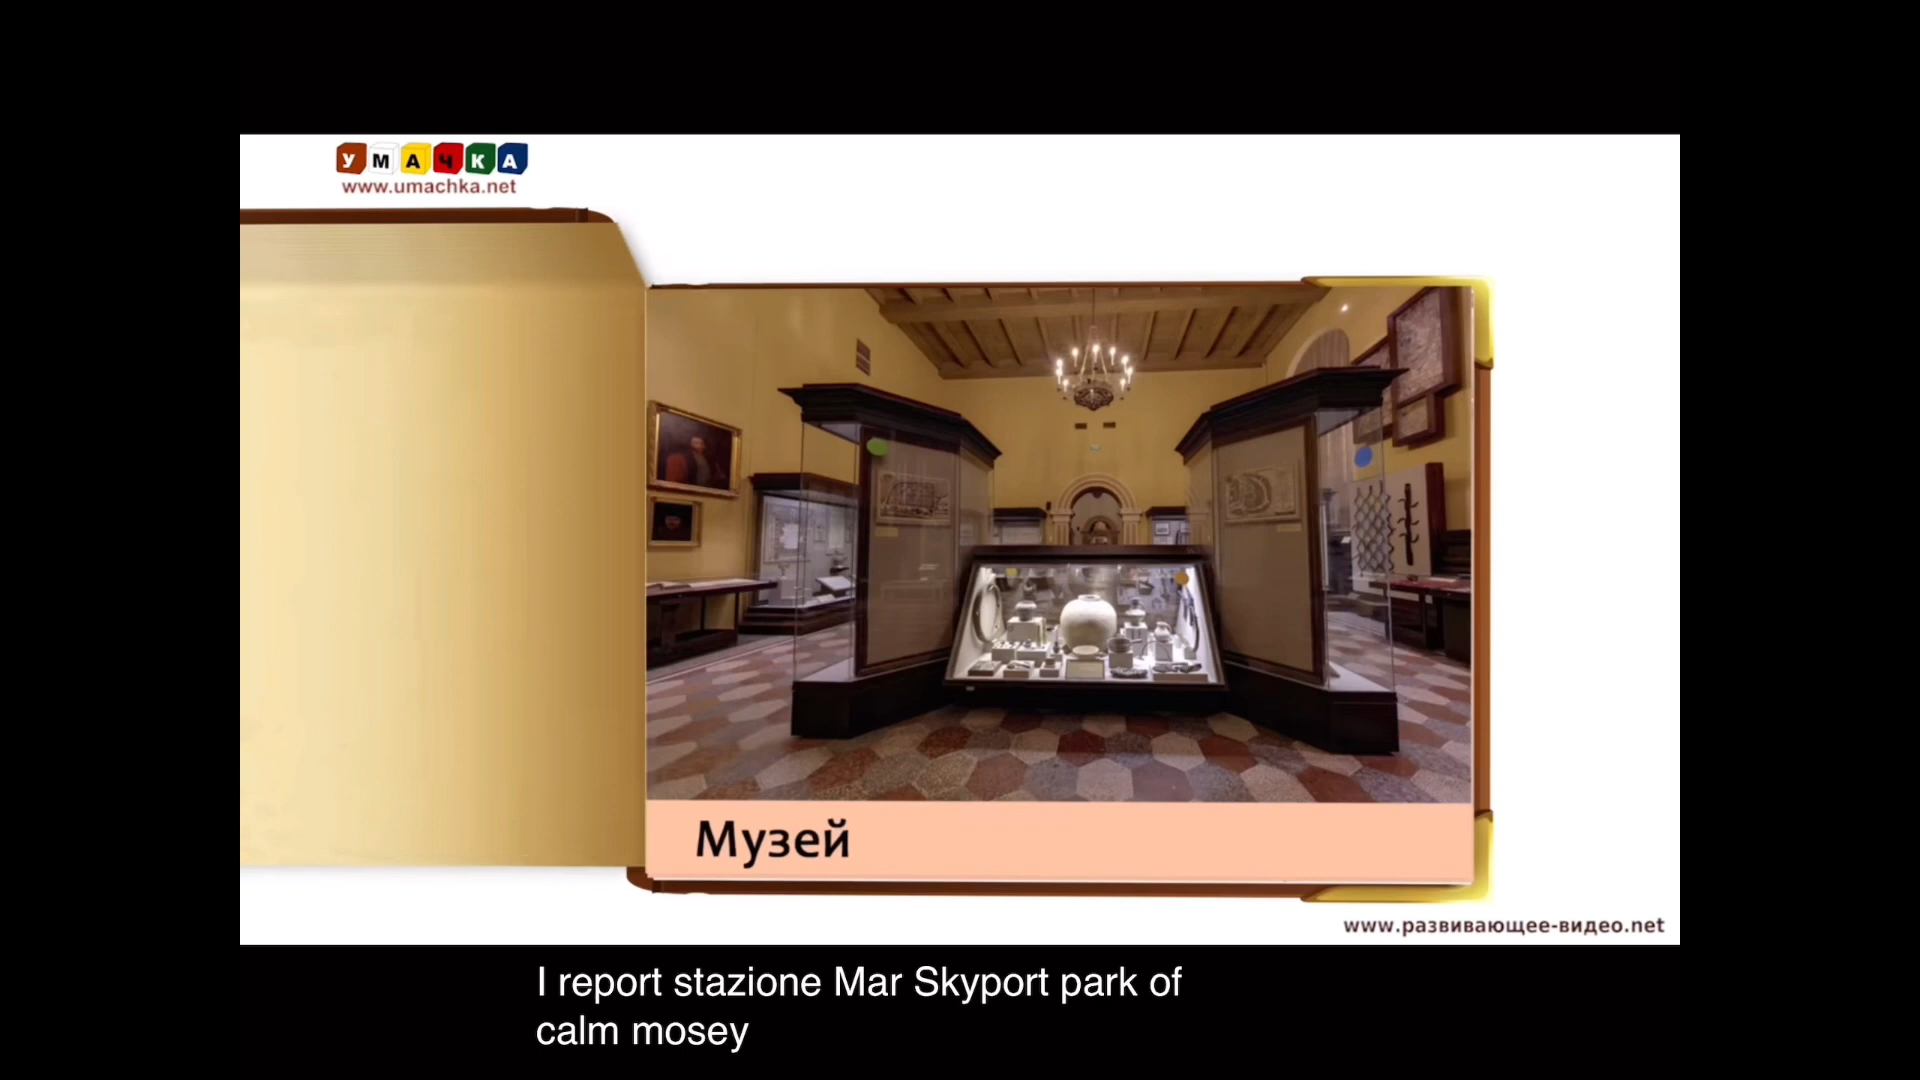 УМАЧКА
www.umachka.net
Музей
www.развивающее-видео.net
I report stazione Mar Skyport park of
calm mosey